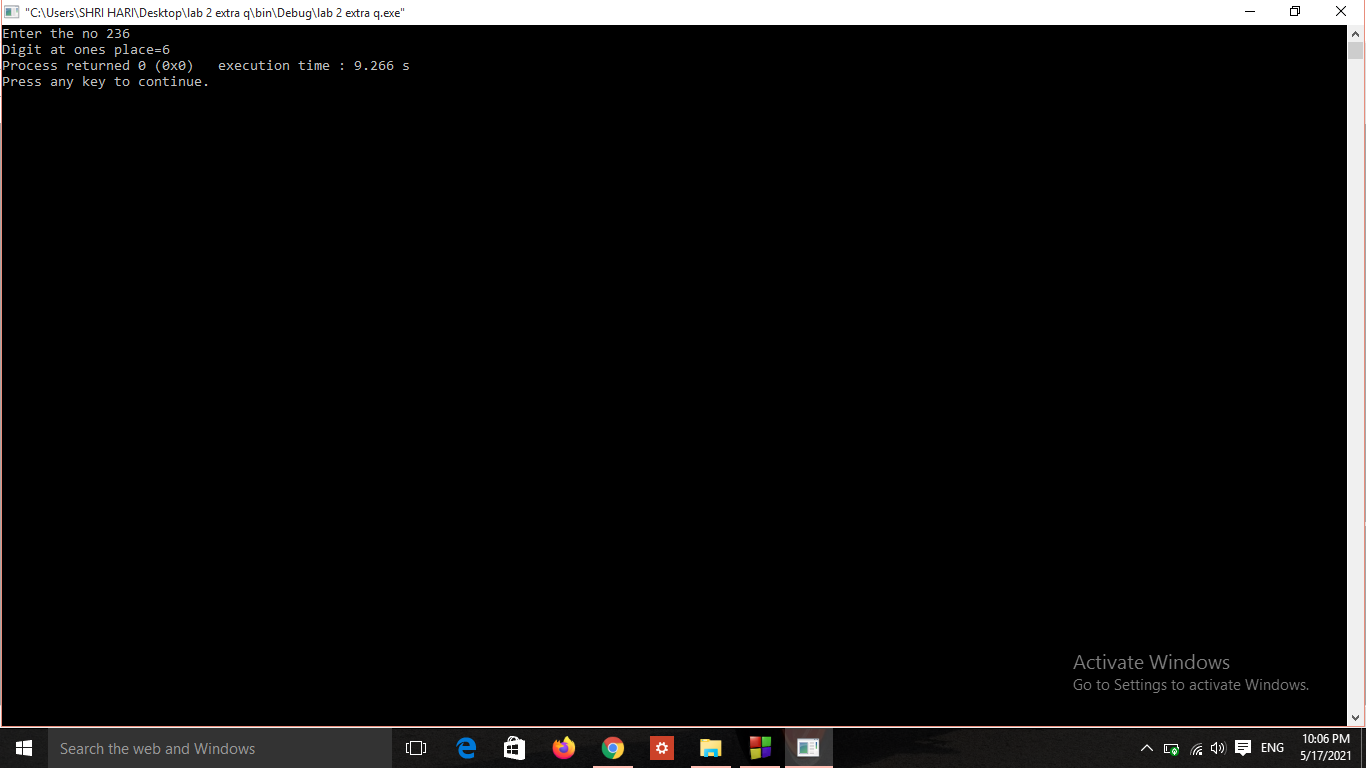 "C:\Users\SHRI HARI\Desktop\lab 2 extra q\bin\Debug\lab 2 extra q.exe"
Enter the no 236
Digit at ones place=6
Process returned 0 (0x0)   execution time : 9.266 s
Press any key to continue.
Activate Windows
Go to Settings to activate Windows.
Search the web and Windows
ENG
10:06 PM
5/17/2021